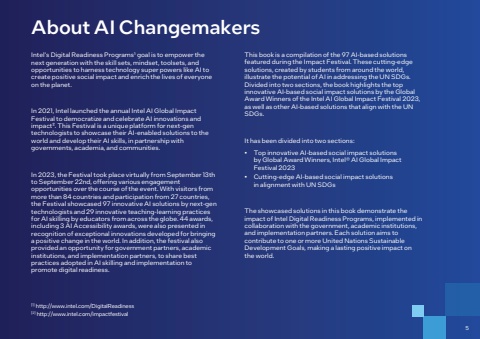 About AI Changemakers
Intel's Digital Readiness Programs¹ goal is to empower the
next generation with the skill sets, mindset, toolsets, and
opportunities to harness technology super powers like AI to
create positive social impact and enrich the lives of everyone
on the planet.
In 2021, Intel launched the annual Intel AI Global Impact
Festival to democratize and celebrate AI innovations and
impact². This Festival is a unique platform for next-gen
technologists to showcase their AI-enabled solutions to the
world and develop their AI skills, in partnership with
governments, academia, and communities.
In 2023, the Festival took place virtually from September 13th
to September 22nd, offering various engagement
opportunities over the course of the event. With visitors from
more than 84 countries and participation from 27 countries,
the Festival showcased 97 innovative AI solutions by next-gen
technologists and 29 innovative teaching-learning practices
for AI skilling by educators from across the globe. 44 awards,
including 3 AI Accessibility awards, were also presented in
recognition of exceptional innovations developed for bringing
a positive change in the world. In addition, the festival also
provided an opportunity for government partners, academic
institutions, and implementation partners, to share best
practices adopted in AI skilling and implementation to
promote digital readiness.
[1] http://www.intel.com/DigitalReadiness
[2] http://www.intel.com/impactfestival
This book is a compilation of the 97 AI-based solutions
featured during the Impact Festival. These cutting-edge
solutions, created by students from around the world,
illustrate the potential of AI in addressing the UN SDGs.
Divided into two sections, the book highlights the top
innovative AI-based social impact solutions by the Global
Award Winners of the Intel AI Global Impact Festival 2023,
as well as other AI-based solutions that align with the UN
SDGs.
It has been divided into two sections:
• Top innovative AI-based social impact solutions
by Global Award Winners, Intel® AI Global Impact
Festival 2023
• Cutting-edge AI-based social impact solutions
in alignment with UN SDGs
The showcased solutions in this book demonstrate the
impact of Intel Digital Readiness Programs, implemented in
collaboration with the government, academic institutions,
and implementation partners. Each solution aims to
contribute to one or more United Nations Sustainable
Development Goals, making a lasting positive impact on
the world.
5